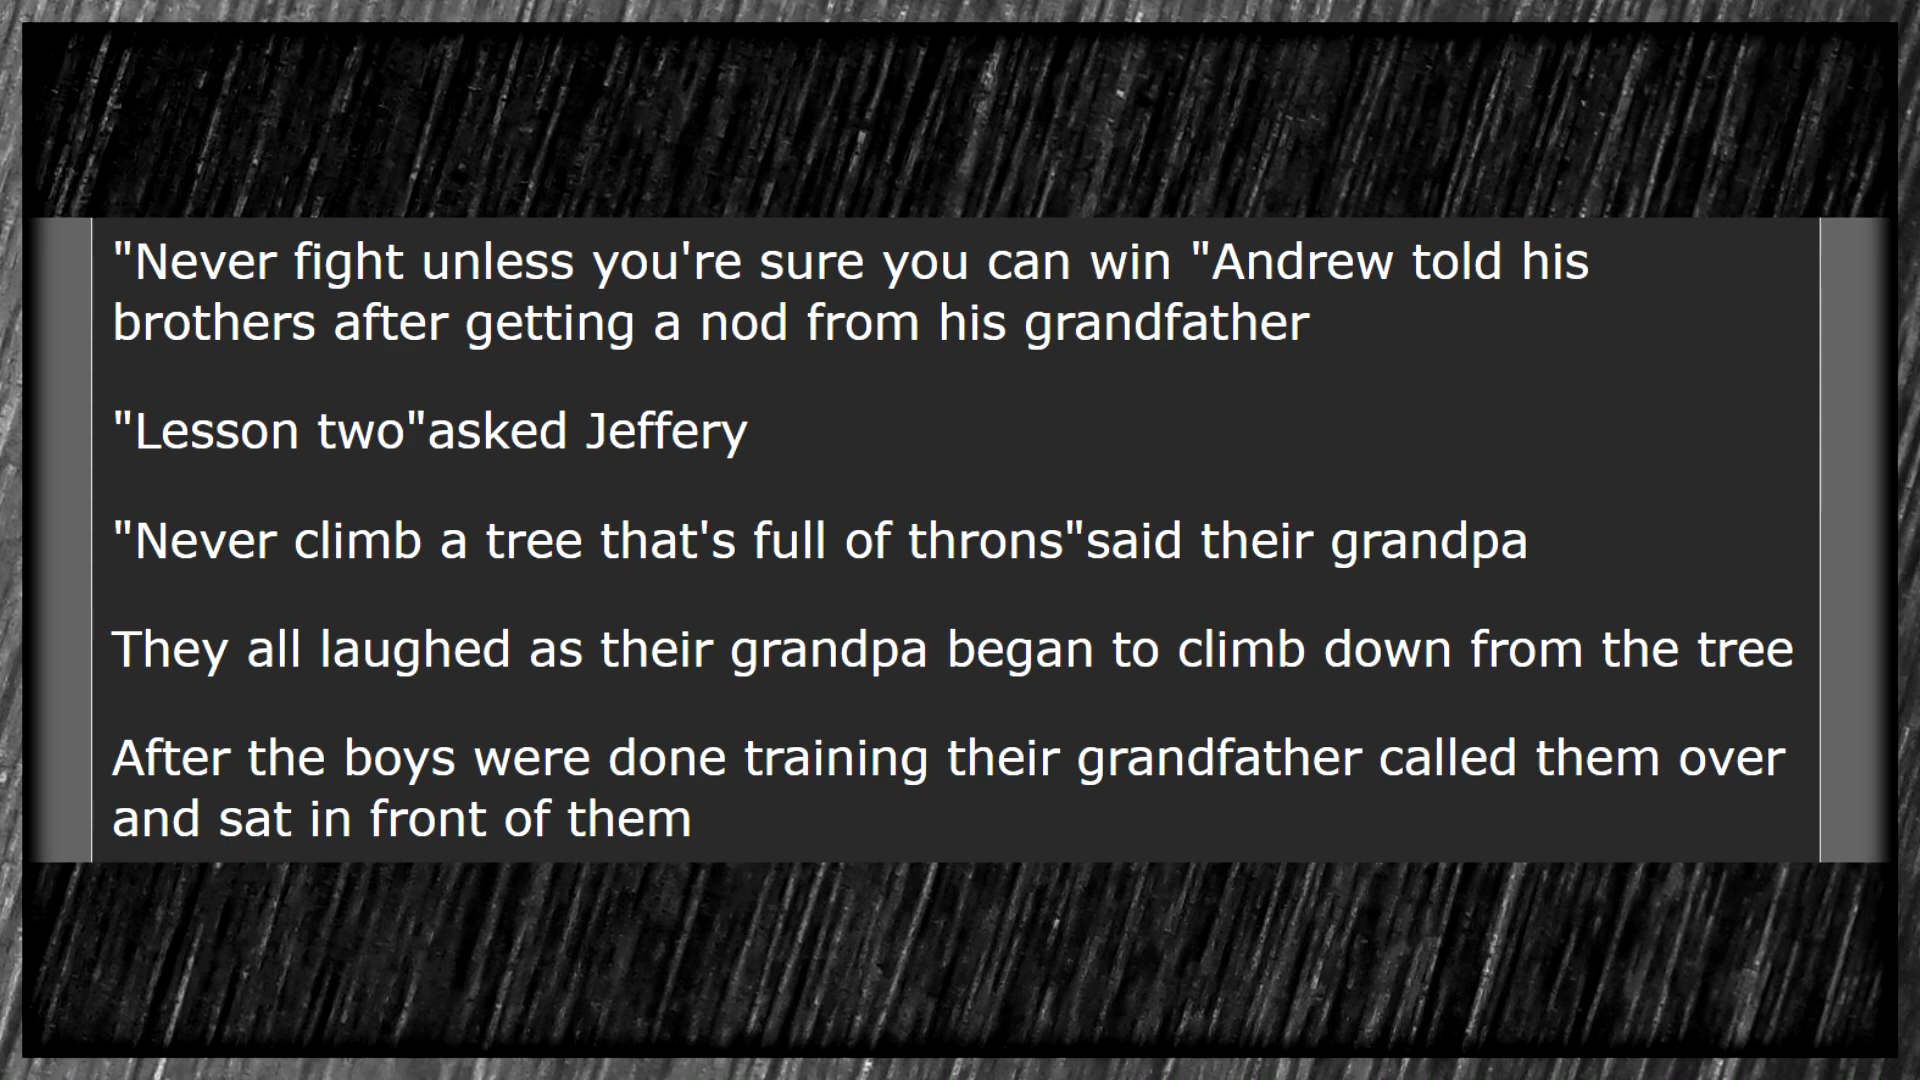 "Never fight unless you're sure you can win "Andrew told his
brothers after getting a nod from his grandfather
"Lesson two"asked Jeffery
"Never climb a tree that's full of throns"said their grandpa
They all laughed as their grandpa began to climb down from the tree
After the boys were done training their grandfather called them over
and sat in front of them